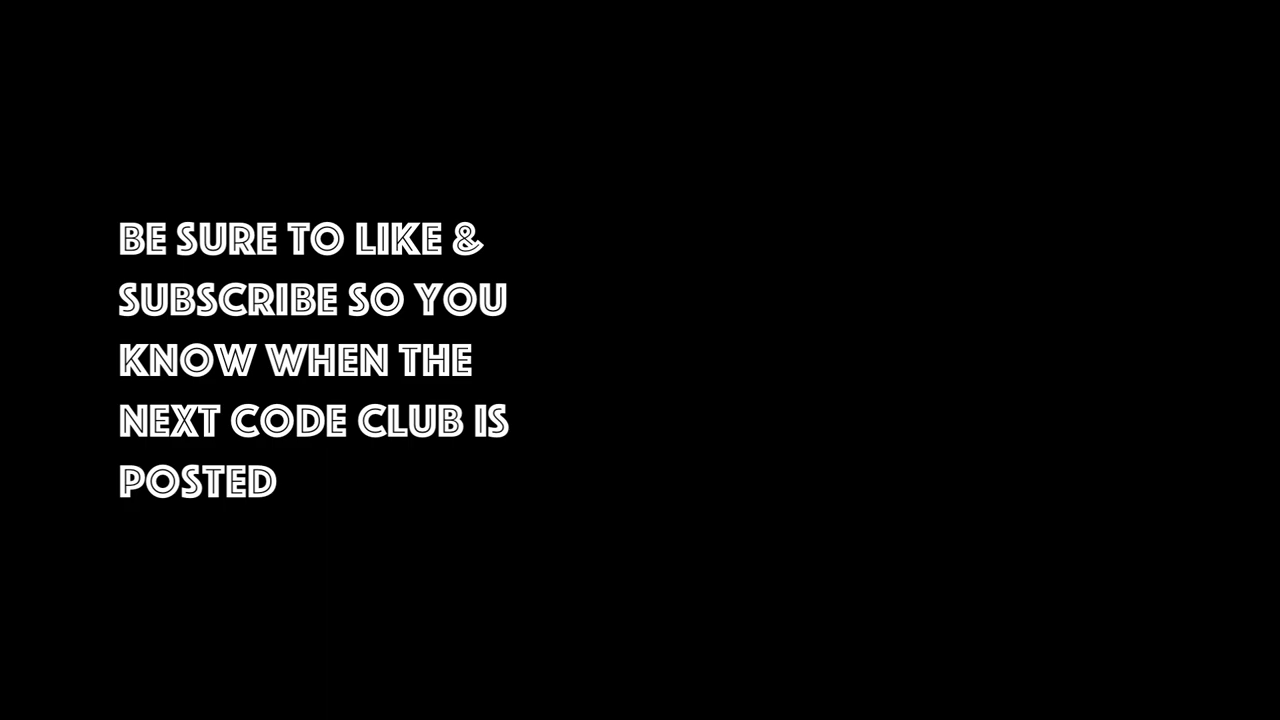 BE SURE TO LIKE &
SUBSCRIBE SO YOU
KNOW WHEN THE
NEXT CODE CLUB IS
POSTED